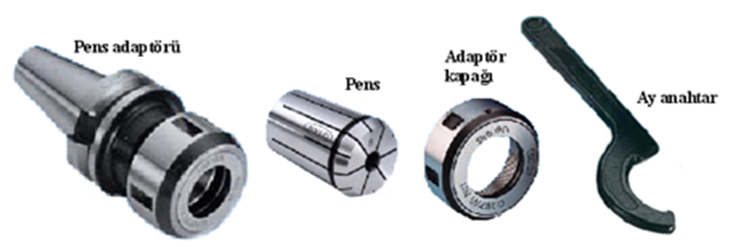 Pens adaptörü
Pens
Adaptör
kapağı
Ay anahtar